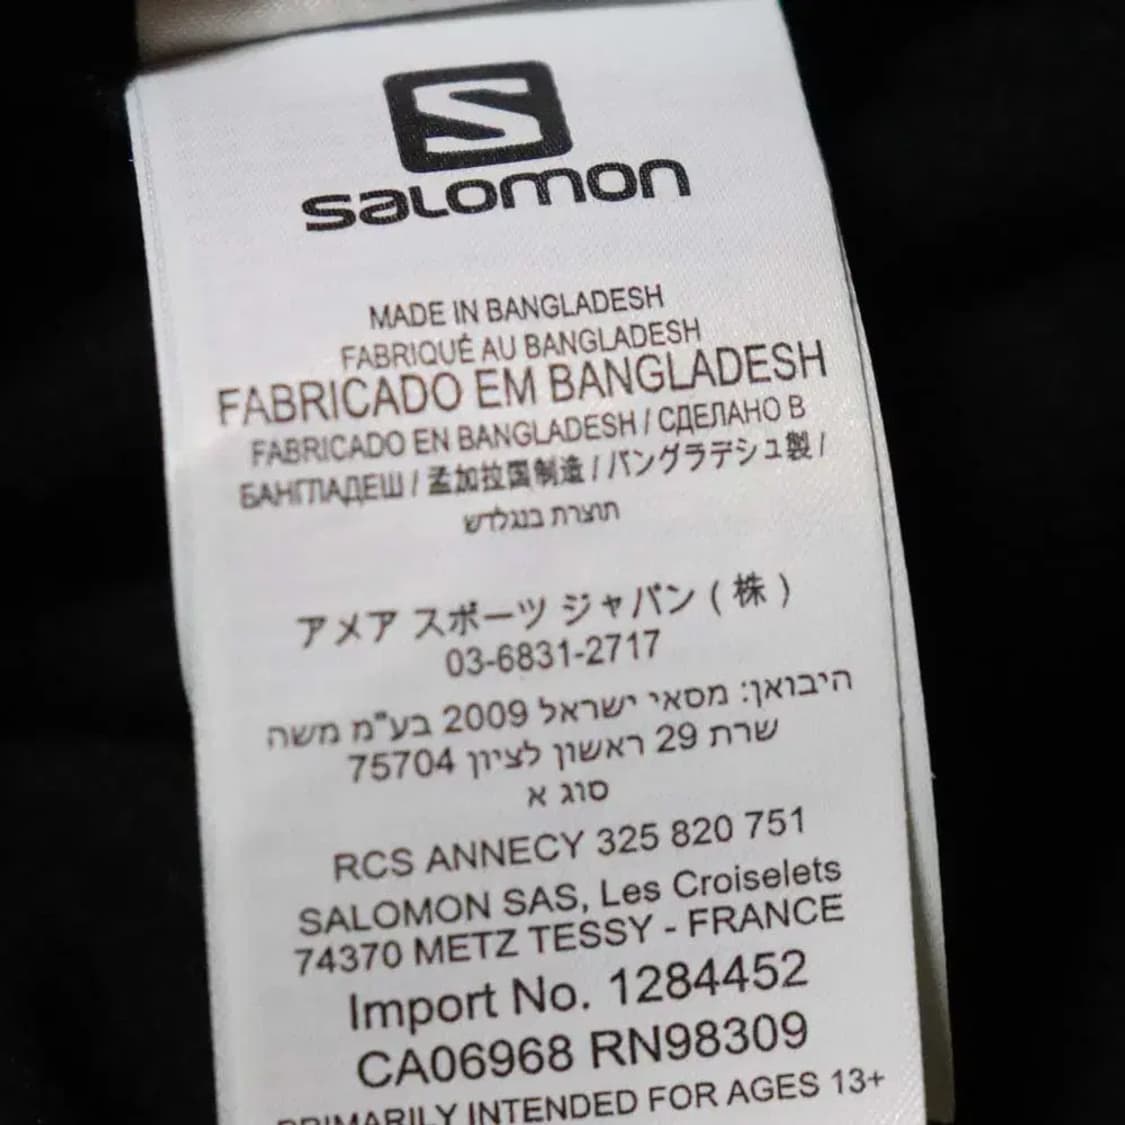 S
SALOMON
MADE IN BANGLADESH
FABRIQUÉ AU BANGLADESH
FABRICADO EM BANGLADESH
FABRICADO EN BANGLADESH / СДЕЛАНО В
БАНГЛАДЕШ / 孟加拉国制造 / バングラデシュ製 /
תוצרת בנגלדש
アメア スポーツ ジャパン ( 株 )
03-6831-2717
היבואן: מסאי ישראל 2009 בע"מ משה
שרת 29 ראשון לציון 75704
סוג א
RCS ANNECY 325 820 751
SALOMON SAS, Les Croiselets
74370 METZ TESSY - FRANCE
Import No. 1284452
CA06968 RN98309
PRIMARILY INTENDED FOR AGES 13+